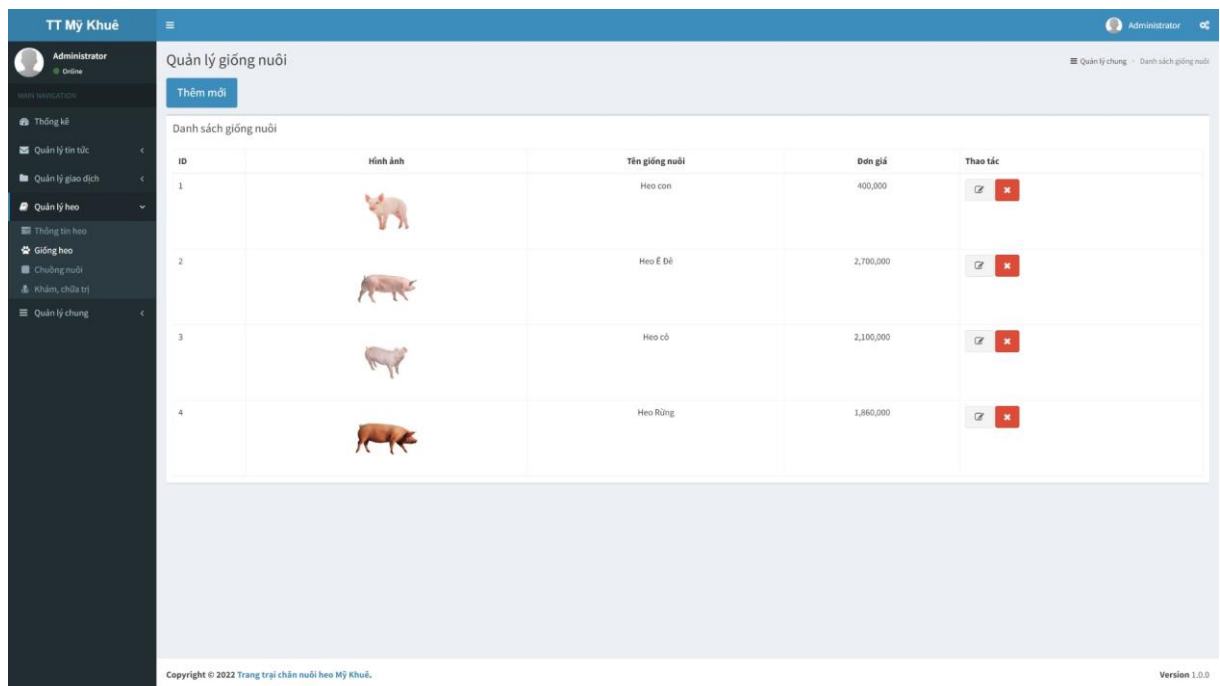 TT Mỹ Khuê
Administrator
Administrator
Online
MAIN NAVIGATION
Thống kê
Quản lý tin tức
Quản lý giao dịch
Quản lý heo
Thông tin heo
Giống heo
Chuồng nuôi
Khám, chữa trị
Quản lý chung
Quản lý giống nuôi
Quản lý chung > Danh sách giống nuôi
Thêm mới
Danh sách giống nuôi
ID Hình ảnh Tên giống nuôi Đơn giá Thao tác
1 Heo con 400,000
2 Heo Ê Đê 2,700,000
3 Heo cỏ 2,100,000
4 Heo Rừng 1,860,000
Copyright © 2022 Trang trại chăn nuôi heo Mỹ Khuê.
Version 1.0.0